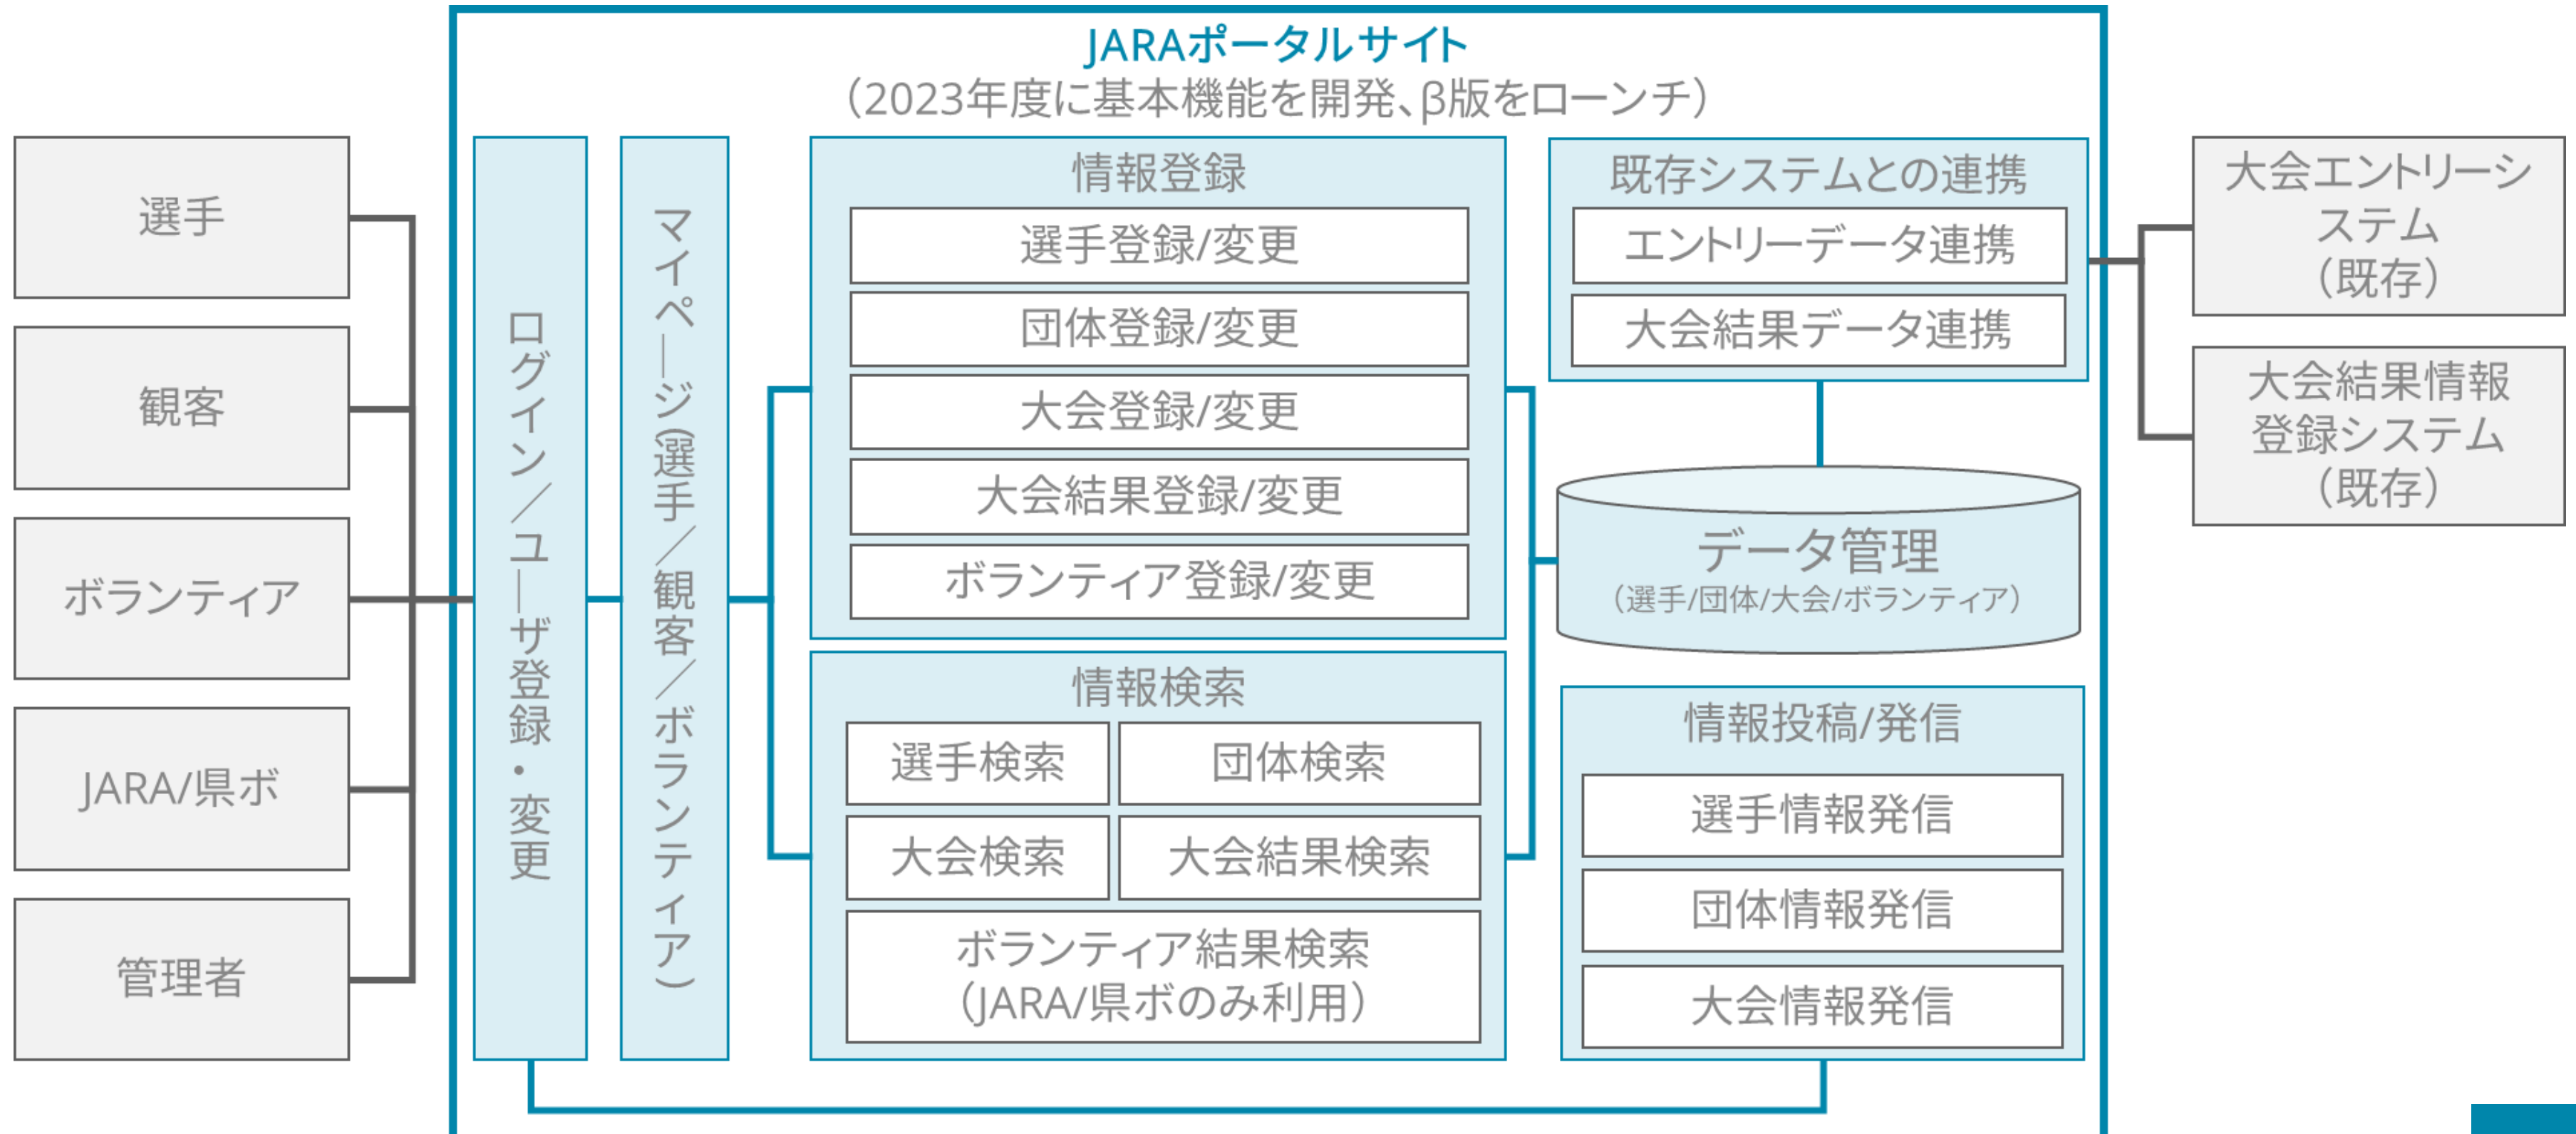 JARAポータルサイト
（2023年度に基本機能を開発、β版をローンチ）
選手
観客
ボランティア
JARA/県ボ
管理者
ログイン／ユーザ登録・変更
マイページ（選手／観客／ボランティア）
情報登録
選手登録/変更
団体登録/変更
大会登録/変更
大会結果登録/変更
ボランティア登録/変更
情報検索
選手検索
団体検索
大会検索
大会結果検索
ボランティア結果検索
（JARA/県ボのみ利用）
既存システムとの連携
エントリーデータ連携
大会結果データ連携
データ管理
（選手/団体/大会/ボランティア）
情報投稿/発信
選手情報発信
団体情報発信
大会情報発信
大会エントリーシ
ステム
（既存）
大会結果情報
登録システム
（既存）